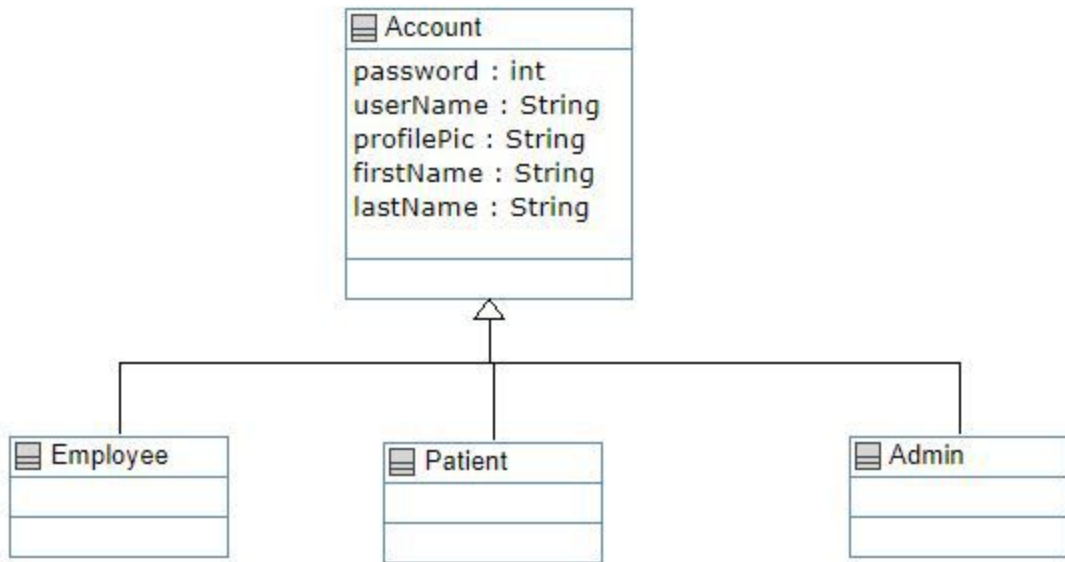 Account
password : int
userName : String
profilePic : String
firstName : String
lastName : String
Employee
Patient
Admin